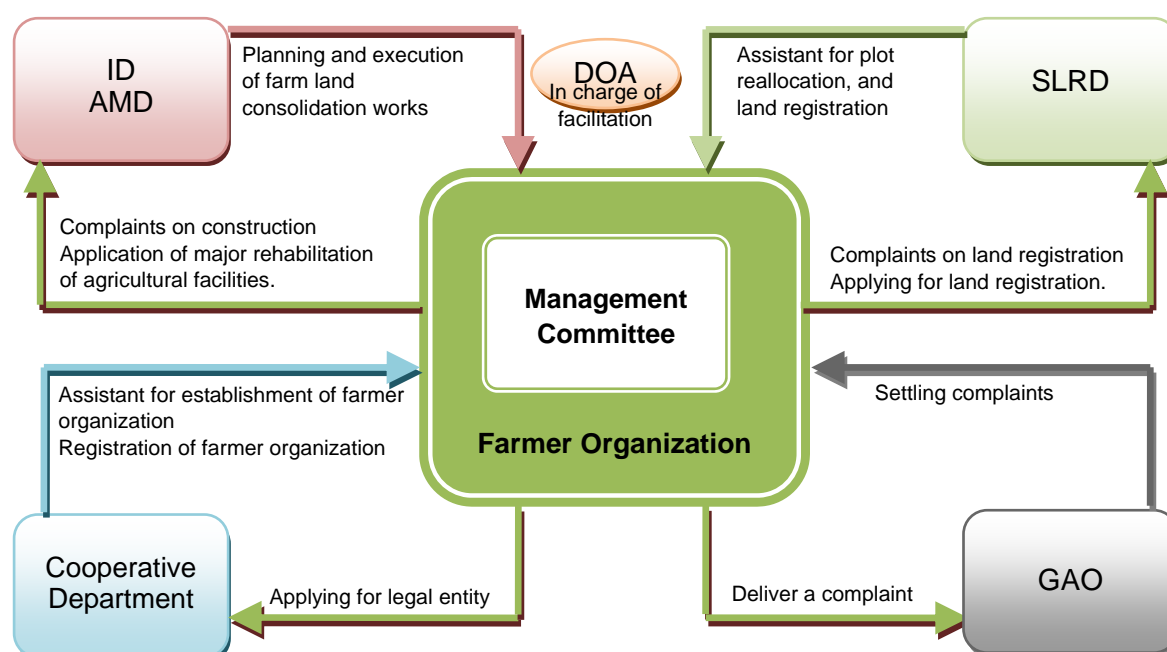 ID
AMD
Planning and execution
of farm land
consolidation works
DOA
In charge of
facilitation
Assistant for plot
reallocation, and
land registration
SLRD
Complaints on construction
Application of major rehabilitation
of agricultural facilities.
Management
Committee
Complaints on land registration
Applying for land registration.
Assistant for establishment of farmer
organization
Registration of farmer organization
Farmer Organization
Settling complaints
Cooperative
Department
Applying for legal entity
Deliver a complaint
GAO